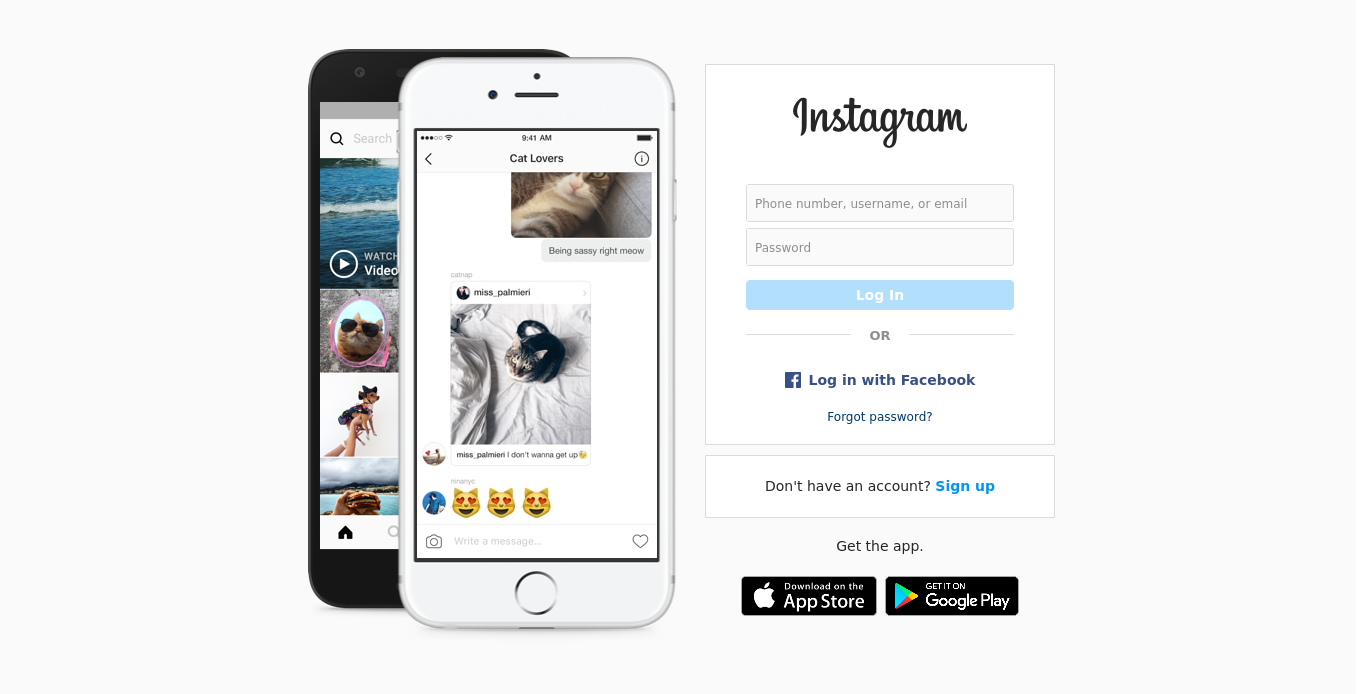 Search
WATCH
Video
9:41 AM
Cat Lovers
Being sassy right meow
catnap
miss_palmieri
miss_palmieri I don't wanna get up
ninanyc
Write a message...
Instagram
Phone number, username, or email
Password
Log In
OR
Log in with Facebook
Forgot password?
Don't have an account? Sign up
Get the app.
Download on the
App Store
GET IT ON
Google Play